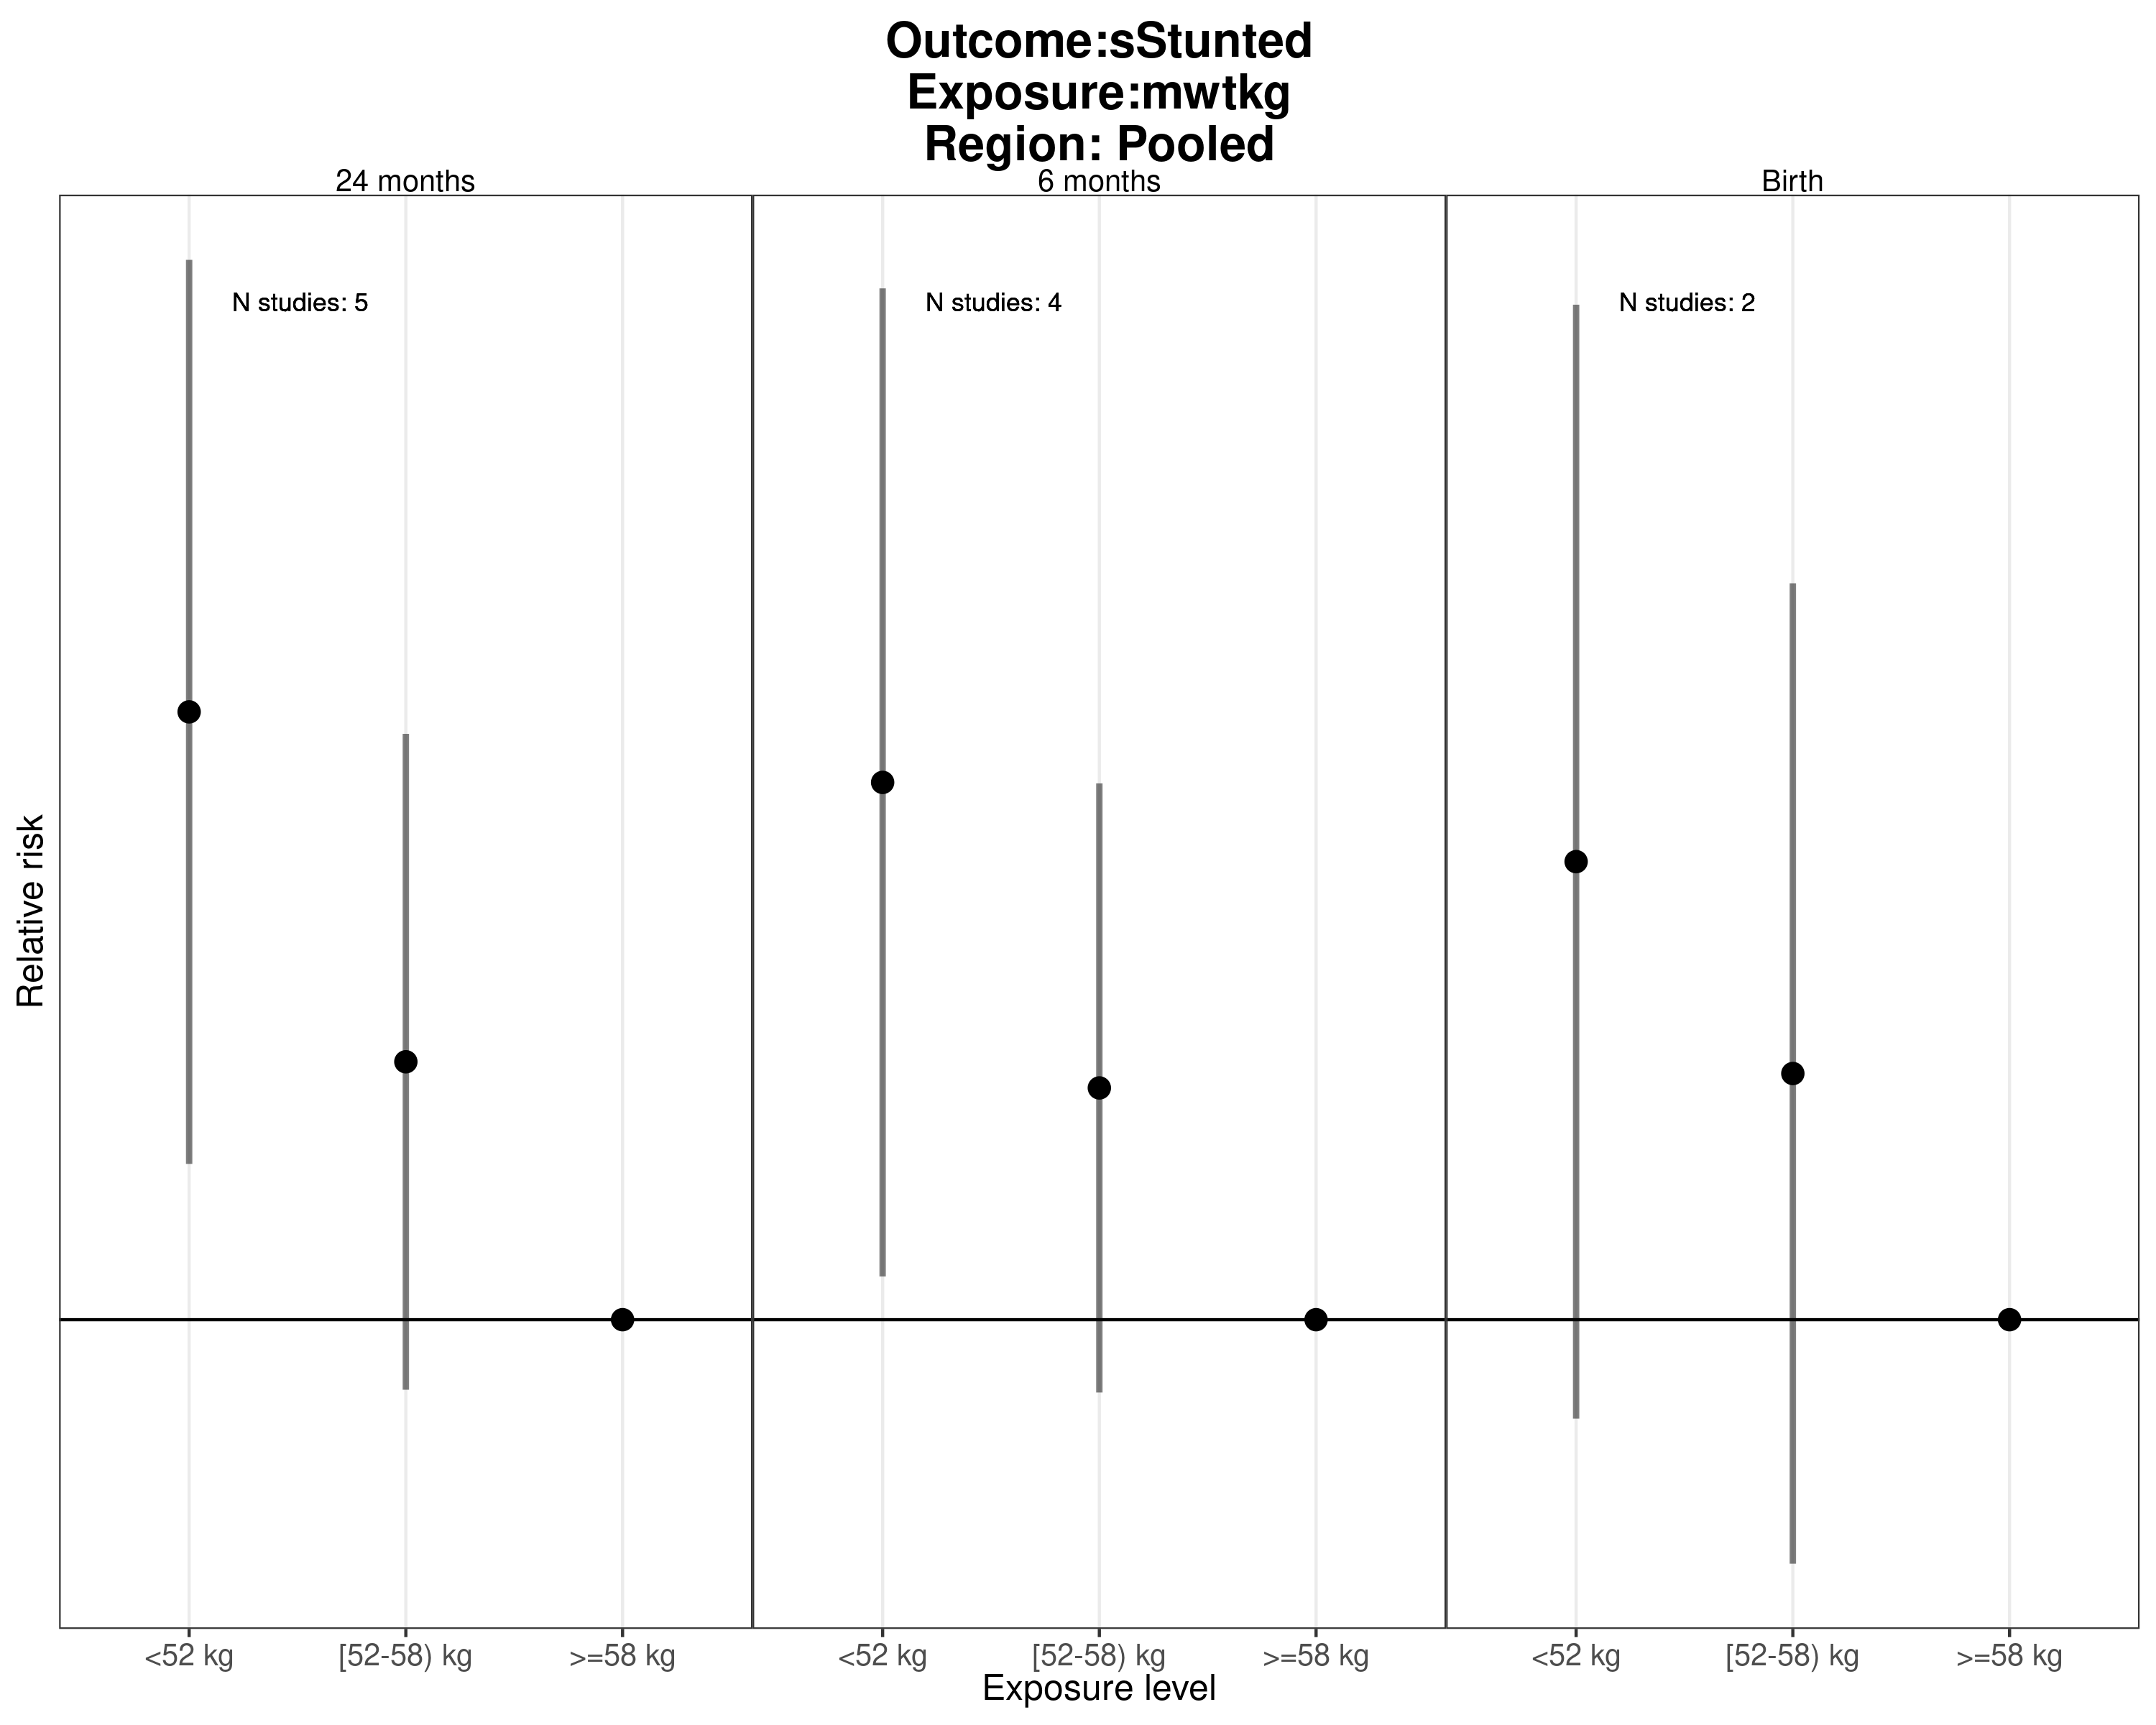 Outcome:sStunted
Exposure:mwtkg
Region: Pooled
24 months
6 months
Birth
N studies: 5
N studies: 4
N studies: 2
Relative risk
<52 kg
[52-58) kg
>=58 kg
<52 kg
[52-58) kg
>=58 kg
<52 kg
[52-58) kg
>=58 kg
Exposure level